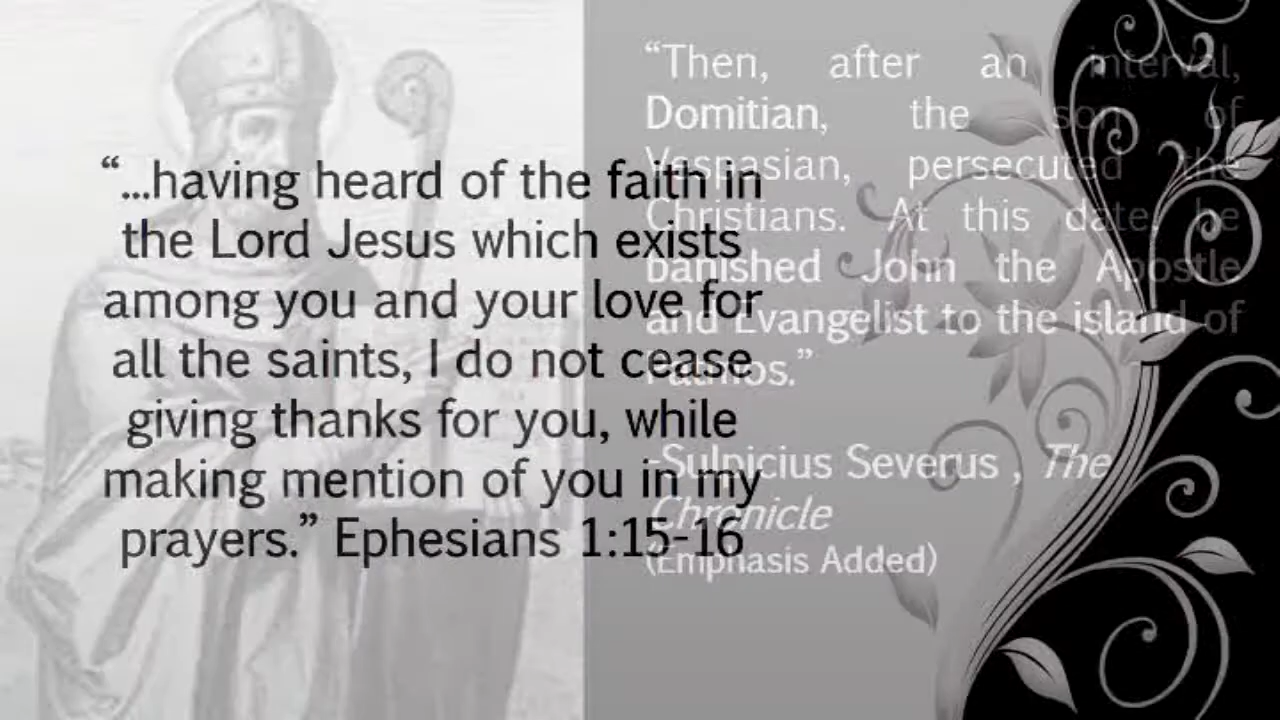 “...having heard of the faith in
the Lord Jesus which exists
among you and your love for
all the saints, I do not cease
giving thanks for you, while
making mention of you in my
prayers.” Ephesians 1:15-16
“Then, after an interval,
Domitian, the son of
Vespasian, persecuted the
Christians. At this date, he
banished John the Apostle
and Evangelist to the island of
Patmos.”
-Sulpicius Severus , The
Chronicle
(Emphasis Added)